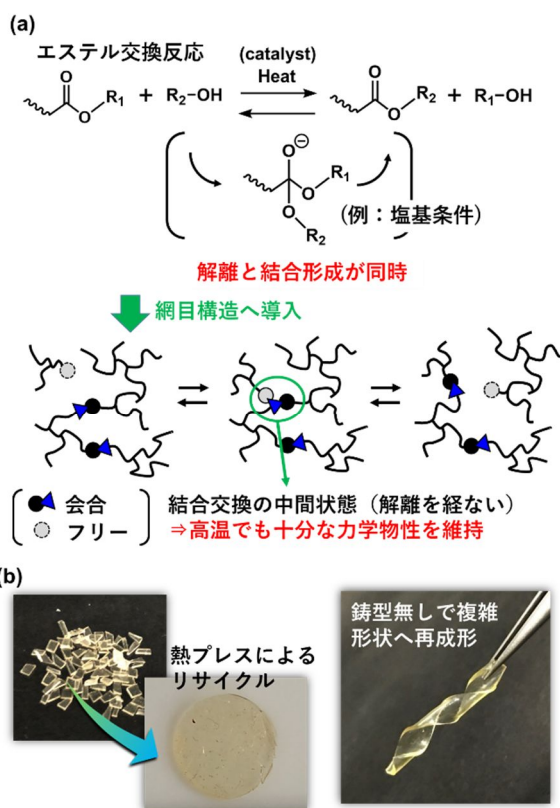 (a)
エステル交換反応
O
O
R₁ + R₂–OH
(catalyst)
Heat
O
O
R₂ + R₁–OH
O⊖
O
R₁
O
R₂
(例：塩基条件)
解離と結合形成が同時
網目構造へ導入
会合
フリー
結合交換の中間状態（解離を経ない）
⇒高温でも十分な力学物性を維持
(b)
熱プレスによる
リサイクル
鋳型無しで複雑
形状へ再成形